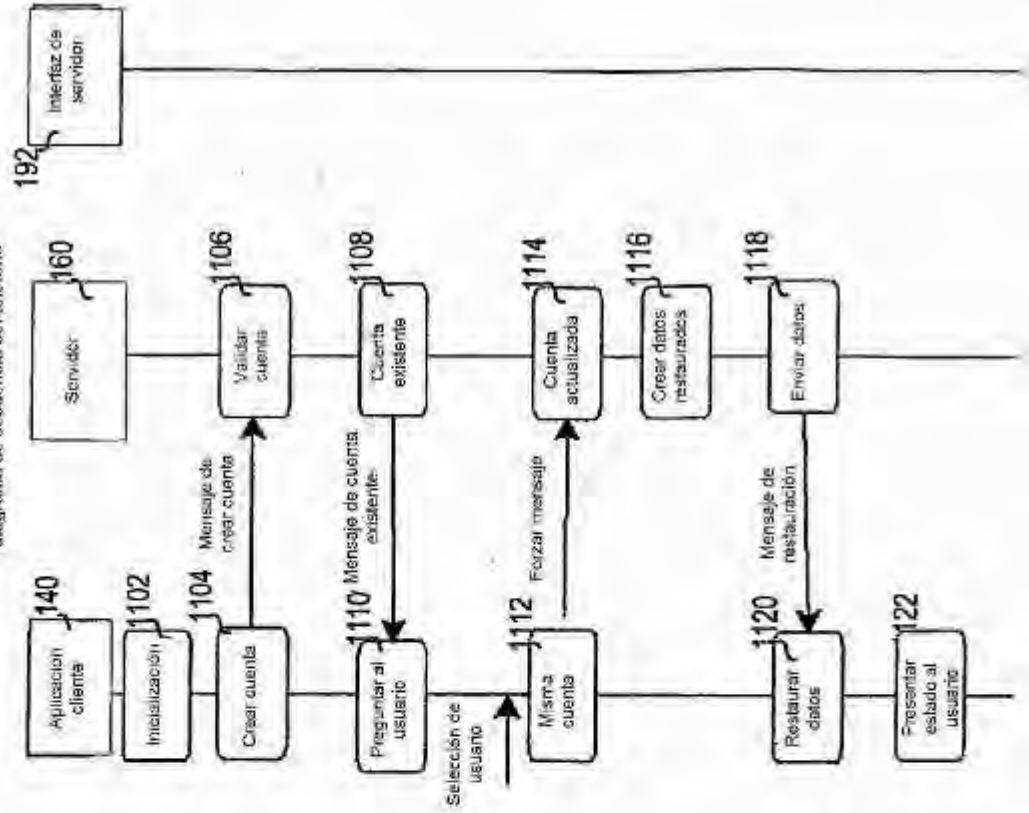 192
Interfaz de
servidor
160
Servidor
140
Aplicación
cliente
1102
Inicialización
1104
Crear cuenta
Mensaje de
crear cuenta
1106
Validar
cuenta
1108
Cuenta
existente
Mensaje de cuenta
existente
1110
Preguntar al
usuario
Selección de
usuario
1112
Misma
cuenta
Forzar mensaje
1114
Cuenta
actualizada
1116
Crear datos
restaurados
1118
Enviar datos
Mensaje de
restauración
1120
Restaurar
datos
1122
Presentar
estado al
usuario